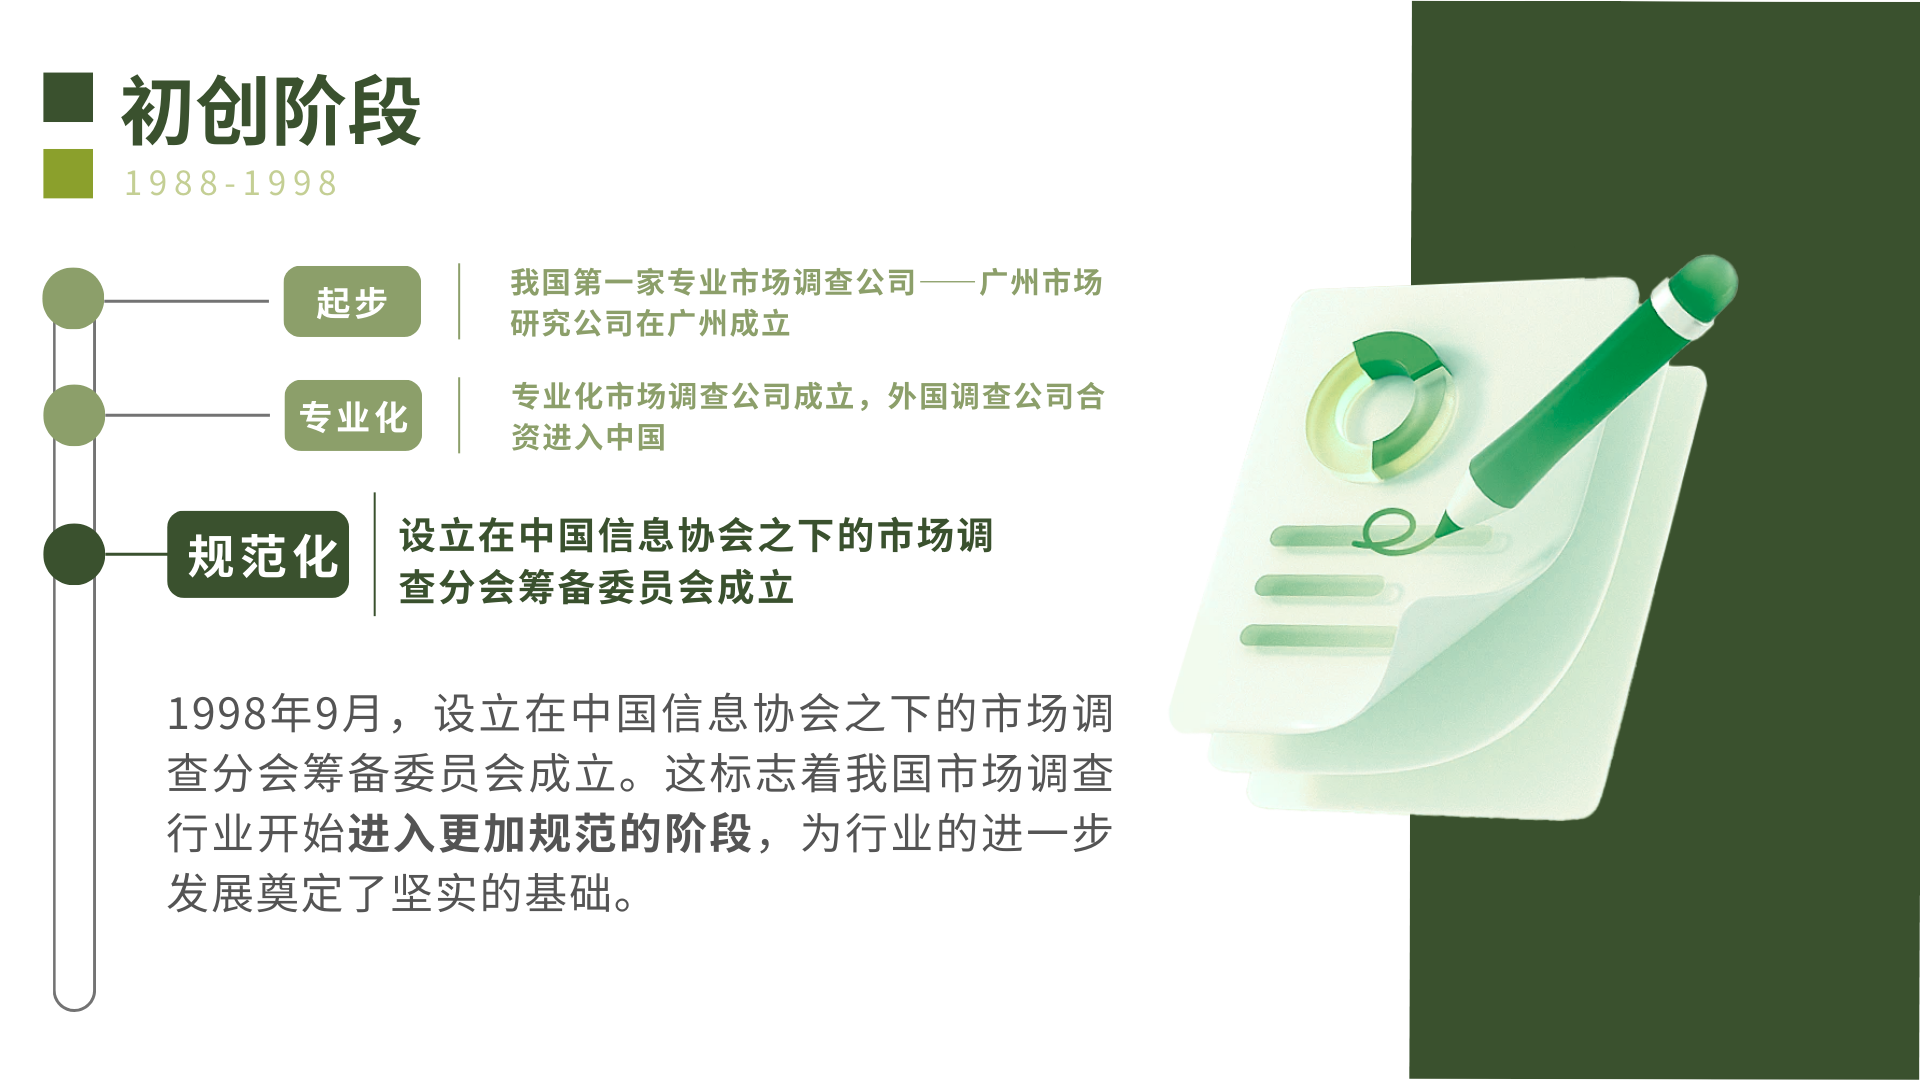 初创阶段
1988-1998
起步
我国第一家专业市场调查公司——广州市场
研究公司在广州成立
专业化
专业化市场调查公司成立，外国调查公司合
资进入中国
规范化
设立在中国信息协会之下的市场调
查分会筹备委员会成立
1998年9月，设立在中国信息协会之下的市场调
查分会筹备委员会成立。这标志着我国市场调查
行业开始进入更加规范的阶段，为行业的进一步
发展奠定了坚实的基础。